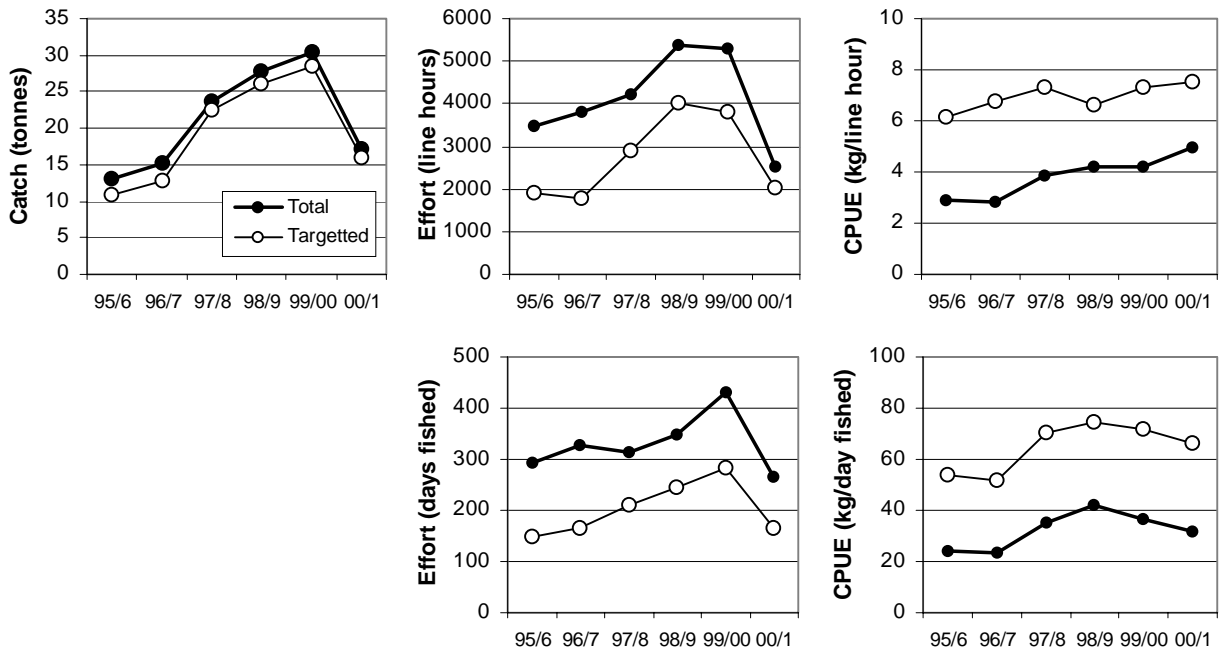 Catch (tonnes)
35
30
25
20
15
10
5
0
Total
Targetted
95/6 96/7 97/8 98/9 99/00 00/1
Effort (line hours)
6000
5000
4000
3000
2000
1000
0
95/6 96/7 97/8 98/9 99/00 00/1
CPUE (kg/line hour)
10
8
6
4
2
0
95/6 96/7 97/8 98/9 99/00 00/1
Effort (days fished)
500
400
300
200
100
0
95/6 96/7 97/8 98/9 99/00 00/1
CPUE (kg/day fished)
100
80
60
40
20
0
95/6 96/7 97/8 98/9 99/00 00/1